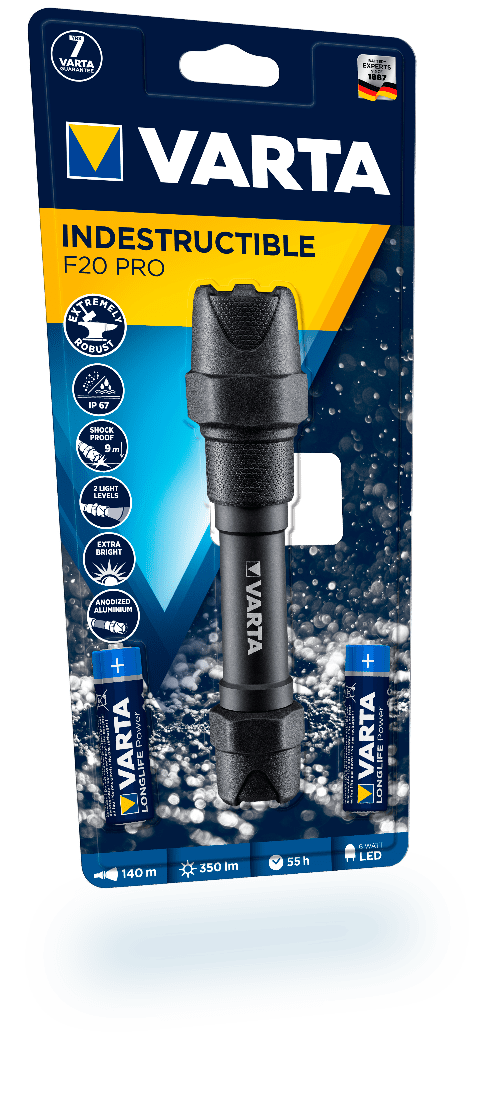 7
VARTA
GUARANTEE
EXPERTS
SINCE
1887
VARTA
INDESTRUCTIBLE
F20 PRO
EXTREMELY
ROBUST
IP 67
SHOCK
PROOF
9 m
2 LIGHT
LEVELS
EXTRA
BRIGHT
ANODIZED
ALUMINIUM
VARTA
+
VARTA
LONGLIFE Power
+
VARTA
LONGLIFE Power
140 m
350 lm
55 h
6 WATT
LED